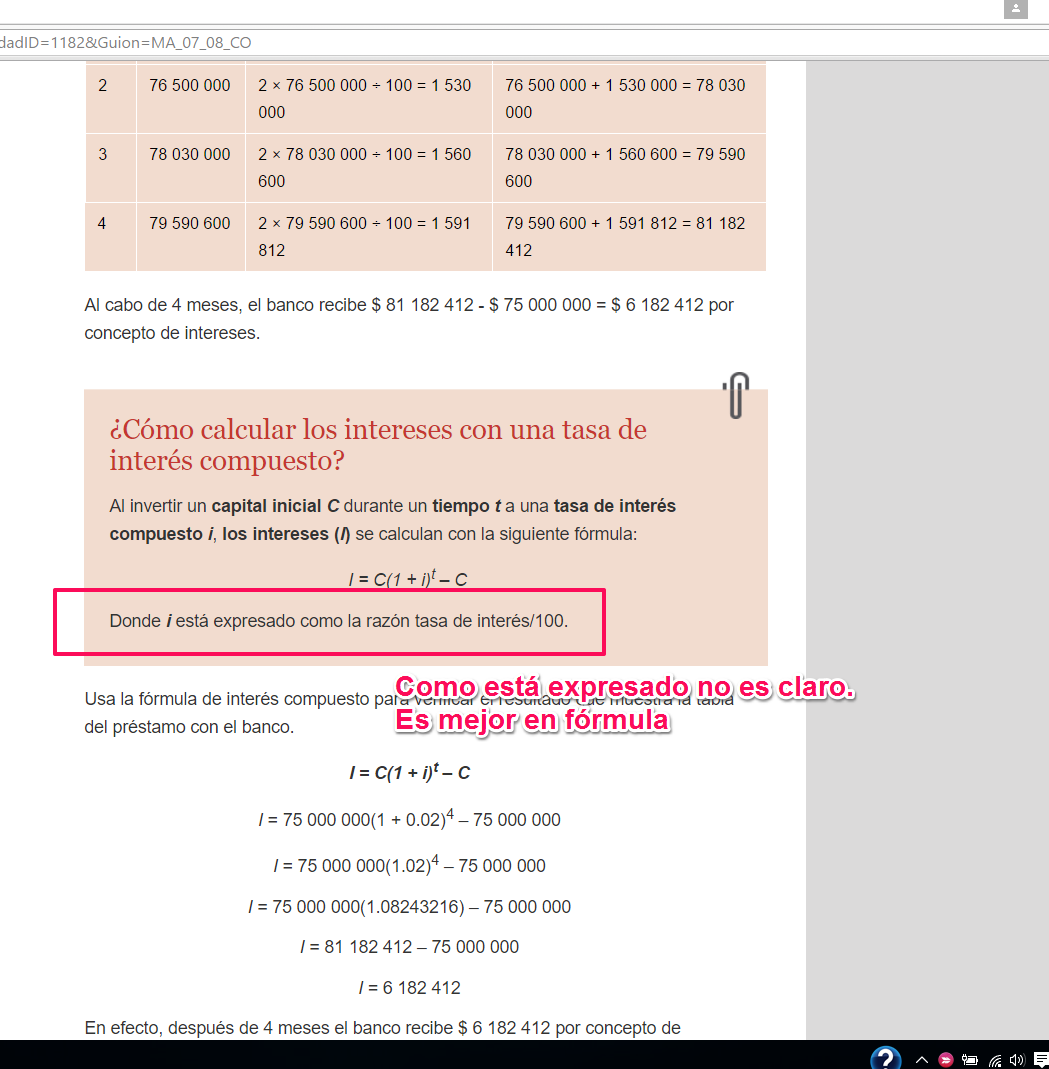 dadID=1182&Guion=MA_07_08_CO
2 76 500 000 2 × 76 500 000 ÷ 100 = 1 530 76 500 000 + 1 530 000 = 78 030
000 000
3 78 030 000 2 × 78 030 000 ÷ 100 = 1 560 78 030 000 + 1 560 600 = 79 590
600 600
4 79 590 600 2 × 79 590 600 ÷ 100 = 1 591 79 590 600 + 1 591 812 = 81 182
812 412
Al cabo de 4 meses, el banco recibe $ 81 182 412 - $ 75 000 000 = $ 6 182 412 por
concepto de intereses.
¿Cómo calcular los intereses con una tasa de
interés compuesto?
Al invertir un capital inicial C durante un tiempo t a una tasa de interés
compuesto i, los intereses (I) se calculan con la siguiente fórmula:
I = C(1 + i)^t – C
Donde i está expresado como la razón tasa de interés/100.
Como está expresado no es claro.
Es mejor en fórmula
Usa la fórmula de interés compuesto para verificar el resultado que muestra la tabla
del préstamo con el banco.
I = C(1 + i)^t – C
I = 75 000 000(1 + 0.02)^4 – 75 000 000
I = 75 000 000(1.02)^4 – 75 000 000
I = 75 000 000(1.08243216) – 75 000 000
I = 81 182 412 – 75 000 000
I = 6 182 412
En efecto, después de 4 meses el banco recibe $ 6 182 412 por concepto de